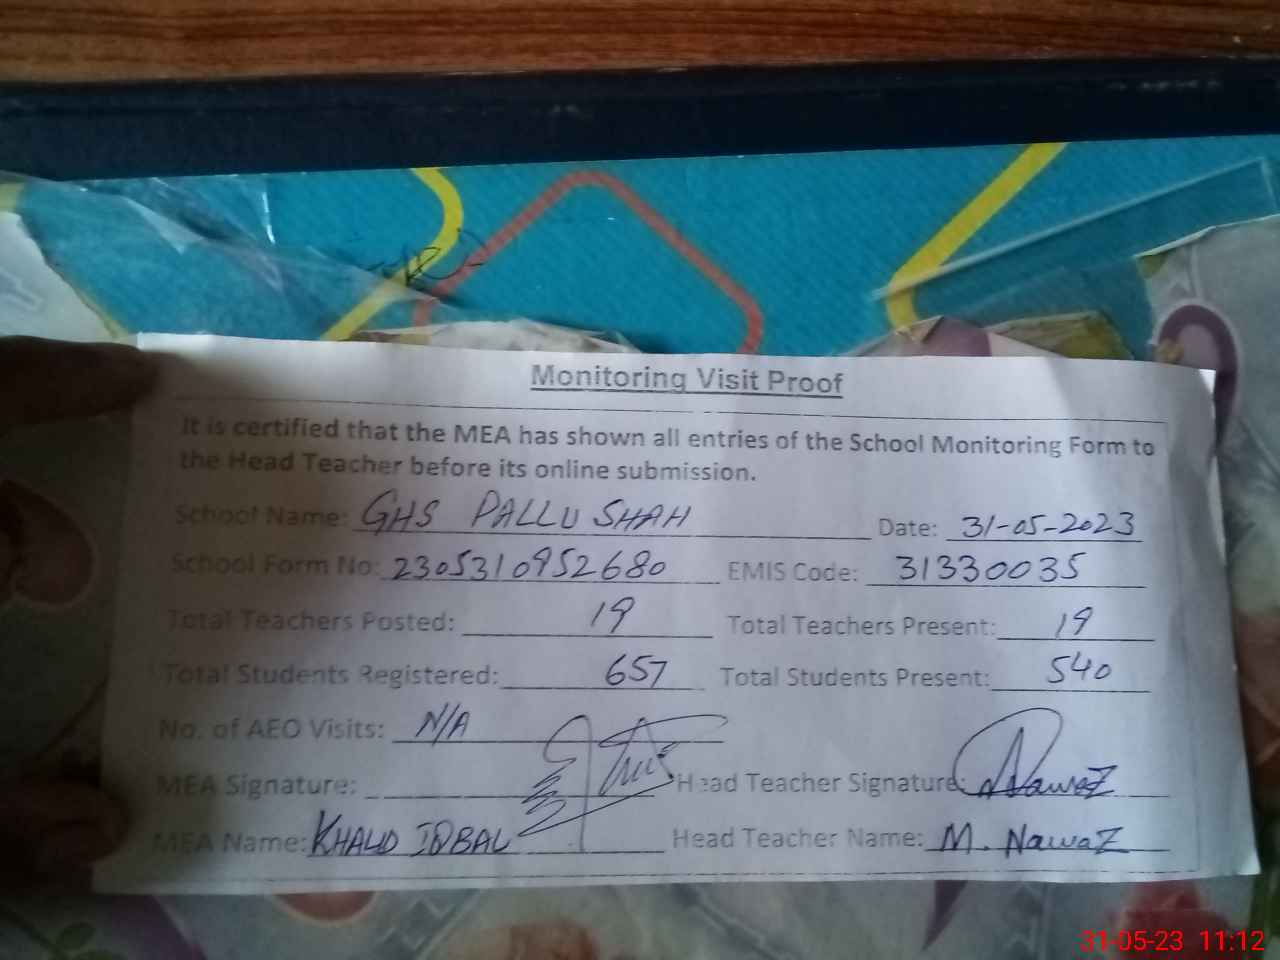 Monitoring Visit Proof
It is certified that the MEA has shown all entries of the School Monitoring Form to
the Head Teacher before its online submission.
School Name: GHS PALLU SHAH Date: 31-05-2023
School Form No: 2305310952680 EMIS Code: 31330035
Total Teachers Posted: 19 Total Teachers Present: 19
Total Students Registered: 657 Total Students Present: 540
No. of AEO Visits: N/A
MEA Signature: Head Teacher Signature: Nawaz
MEA Name: KHALID IQBAL Head Teacher Name: M. Nawaz
31-05-23 11:12